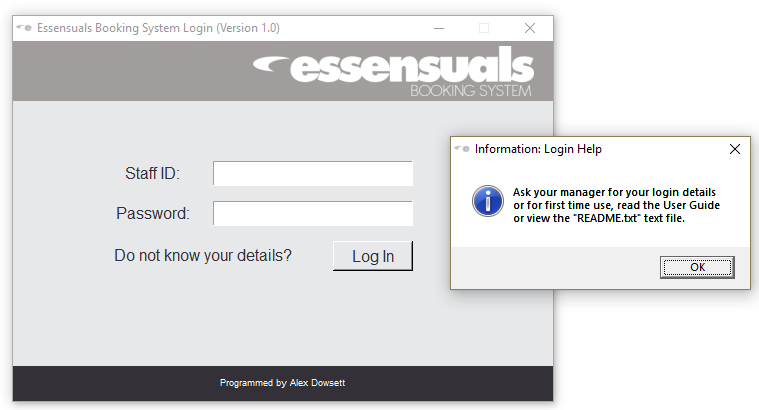 Essensuals Booking System Login (Version 1.0)
essensuals
BOOKING SYSTEM
Staff ID:
Password:
Do not know your details?
Log In
Programmed by Alex Dowsett
Information: Login Help
Ask your manager for your login details
or for first time use, read the User Guide
or view the "README.txt" text file.
OK